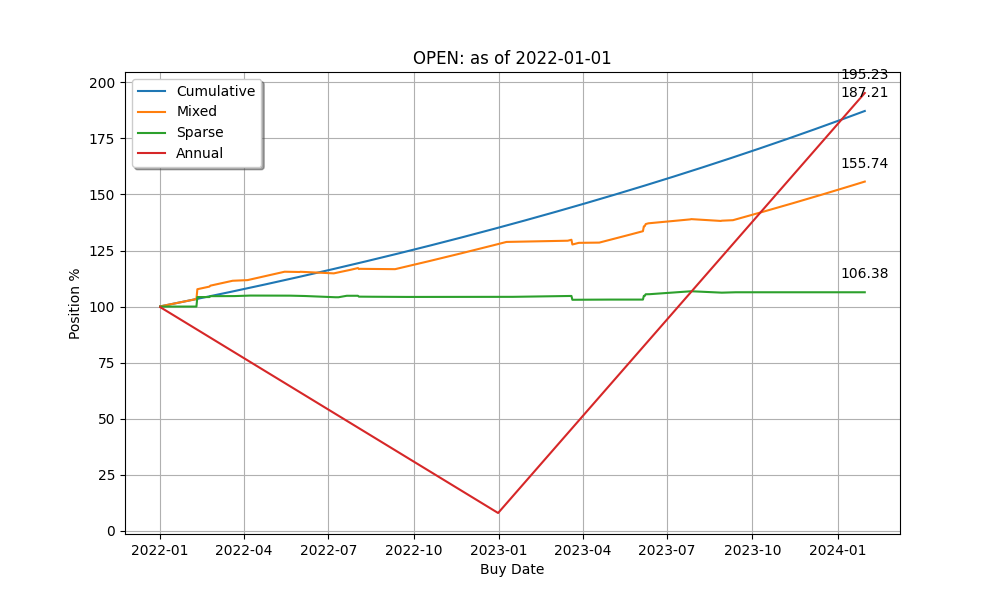 OPEN: as of 2022-01-01
Cumulative
Mixed
Sparse
Annual
195.23
187.21
155.74
106.38
200
175
150
125
100
75
50
25
0
Position %
2022-01 2022-04 2022-07 2022-10 2023-01 2023-04 2023-07 2023-10 2024-01
Buy Date